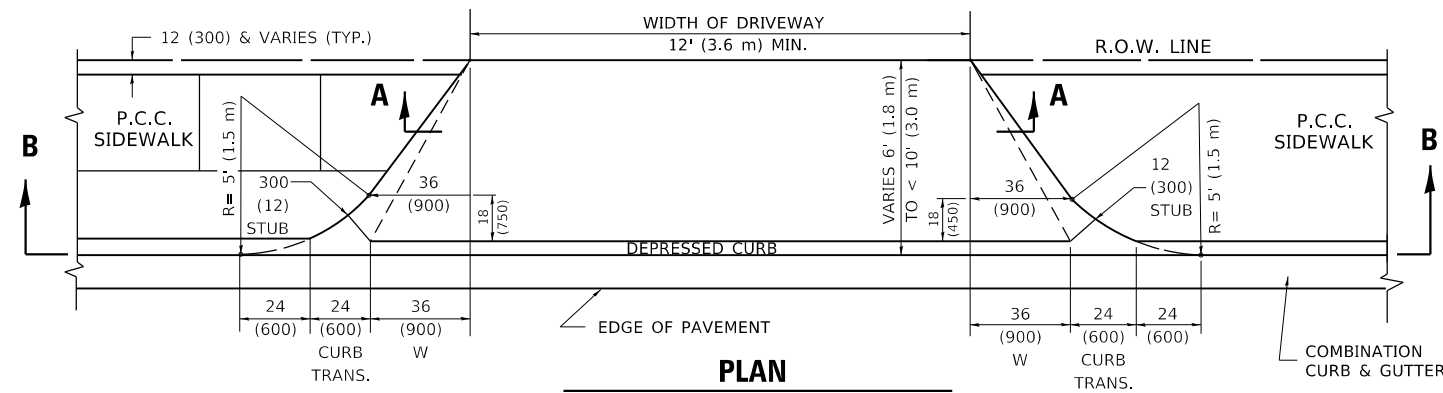 WIDTH OF DRIVEWAY
12' (3.6 m) MIN.
12 (300) & VARIES (TYP.)
R.O.W. LINE
A
A
P.C.C.
SIDEWALK
P.C.C.
SIDEWALK
B
B
R= 5' (1.5 m)
300
(12)
STUB
36
(900)
18
(750)
VARIES 6' (1.8 m)
TO < 10' (3.0 m)
36
(900)
18
(450)
12
(300)
STUB
R= 5' (1.5 m)
DEPRESSED CURB
24
(600)
24
(600)
CURB
TRANS.
36
(900)
W
EDGE OF PAVEMENT
36
(900)
W
24
(600)
CURB
TRANS.
24
(600)
COMBINATION
CURB & GUTTER
PLAN